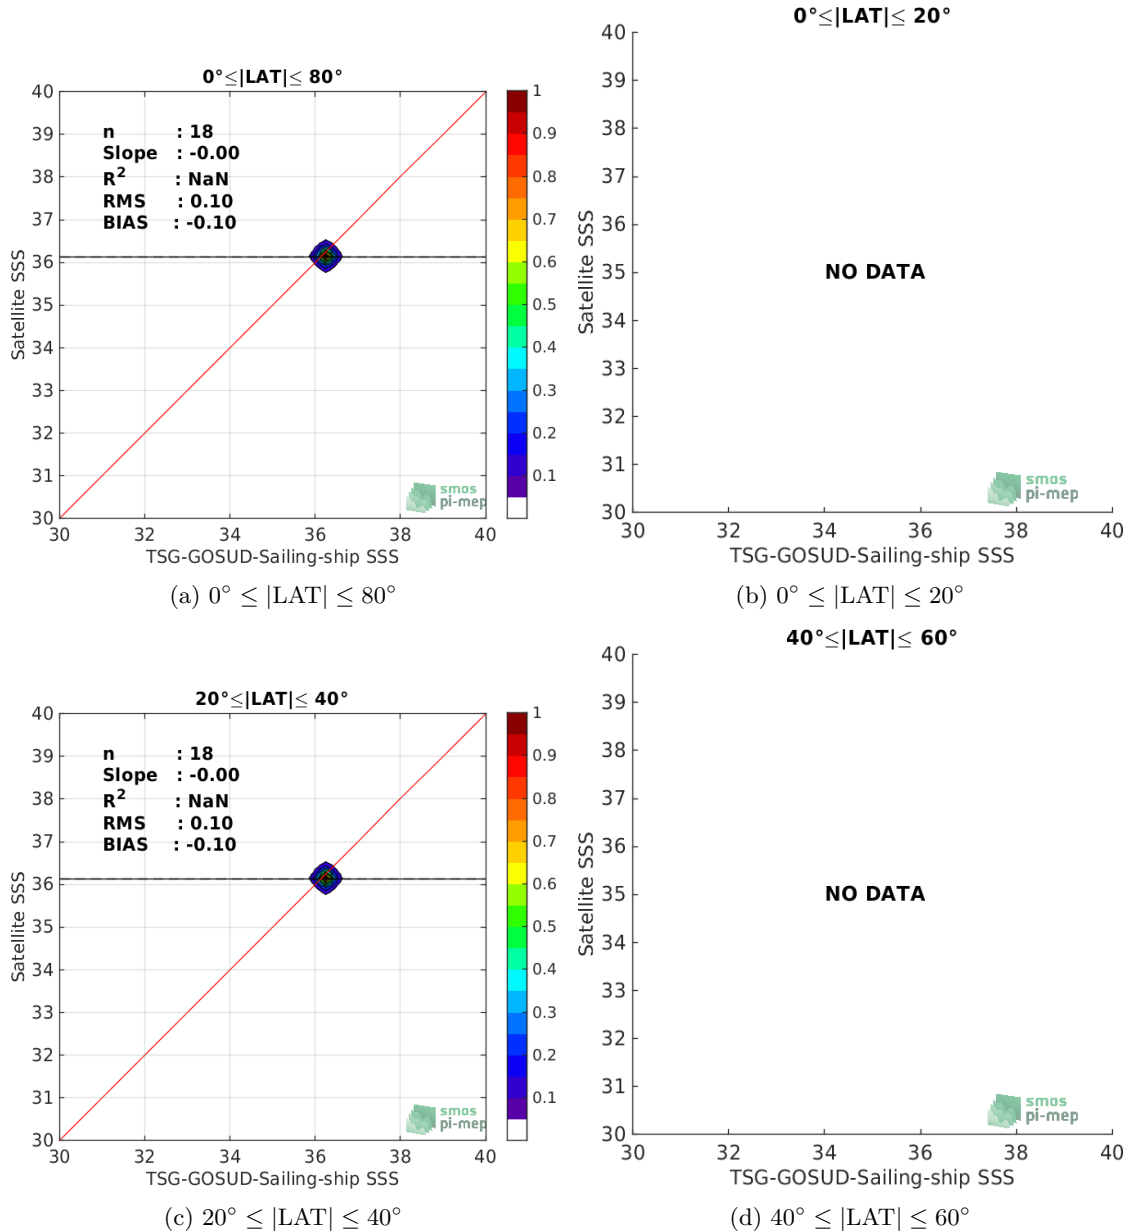 0°≤|LAT|≤ 80°
40
39
38
37
36
35
34
33
32
31
30
Satellite SSS
n : 18
Slope : -0.00
R² : NaN
RMS : 0.10
BIAS : -0.10
smos
pi-mep
30 32 34 36 38 40
TSG-GOSUD-Sailing-ship SSS
1
0.9
0.8
0.7
0.6
0.5
0.4
0.3
0.2
0.1
(a) 0° ≤ |LAT| ≤ 80°
0°≤|LAT|≤ 20°
40
39
38
37
36
35
34
33
32
31
30
Satellite SSS
NO DATA
smos
pi-mep
30 32 34 36 38 40
TSG-GOSUD-Sailing-ship SSS
(b) 0° ≤ |LAT| ≤ 20°
20°≤|LAT|≤ 40°
40
39
38
37
36
35
34
33
32
31
30
Satellite SSS
n : 18
Slope : -0.00
R² : NaN
RMS : 0.10
BIAS : -0.10
smos
pi-mep
30 32 34 36 38 40
TSG-GOSUD-Sailing-ship SSS
1
0.9
0.8
0.7
0.6
0.5
0.4
0.3
0.2
0.1
(c) 20° ≤ |LAT| ≤ 40°
40°≤|LAT|≤ 60°
40
39
38
37
36
35
34
33
32
31
30
Satellite SSS
NO DATA
smos
pi-mep
30 32 34 36 38 40
TSG-GOSUD-Sailing-ship SSS
(d) 40° ≤ |LAT| ≤ 60°